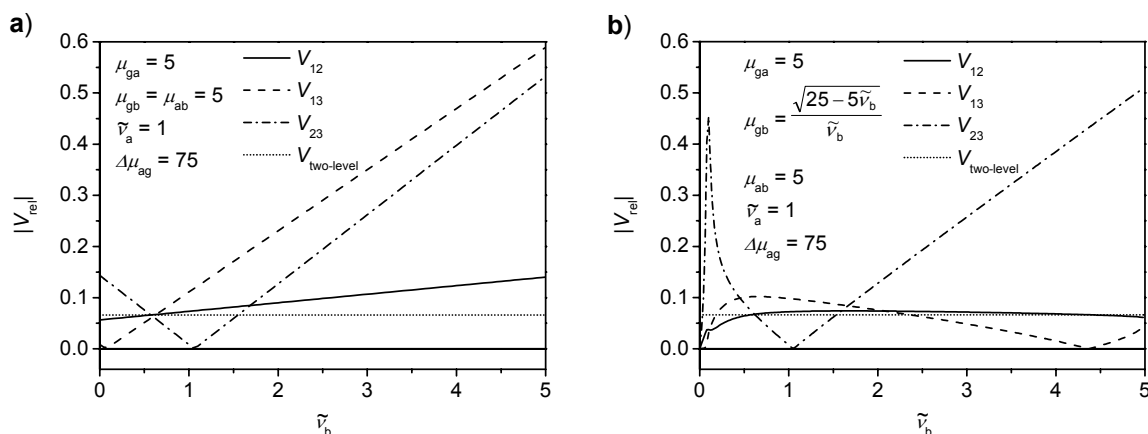 a)
0.6
0.5
0.4
0.3
0.2
0.1
0.0
|V_rel|
μ_ga = 5
μ_gb = μ_ab = 5
ν̃_a = 1
Δμ_ag = 75
V_12
V_13
V_23
V_two-level
0 1 2 3 4 5
ν̃_b
b)
0.6
0.5
0.4
0.3
0.2
0.1
0.0
|V_rel|
μ_ga = 5
μ_gb = √(25 − 5ν̃_b) / ν̃_b
μ_ab = 5
ν̃_a = 1
Δμ_ag = 75
V_12
V_13
V_23
V_two-level
0 1 2 3 4 5
ν̃_b